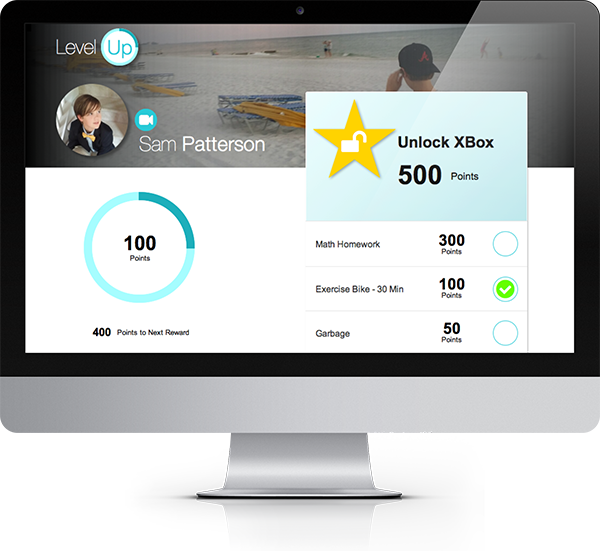 Level Up
Sam Patterson
Unlock XBox
500 Points
100
Points
400 Points to Next Reward
Math Homework
300
Points
Exercise Bike - 30 Min
100
Points
Garbage
50
Points